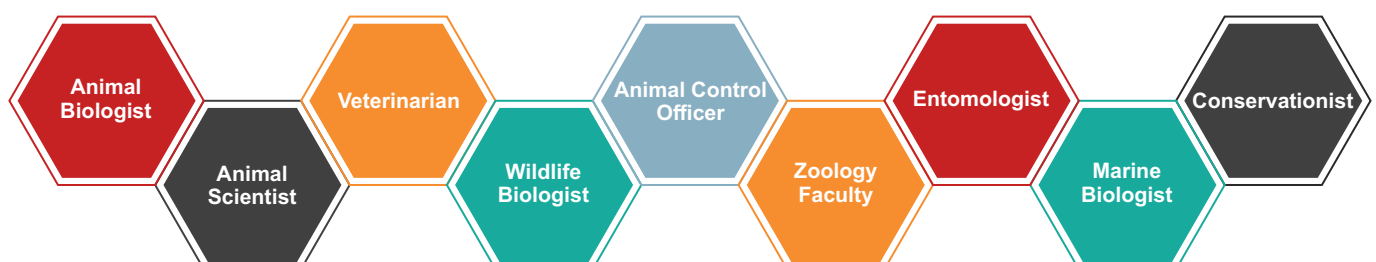 Animal
Biologist
Animal
Scientist
Veterinarian
Wildlife
Biologist
Animal Control
Officer
Zoology
Faculty
Entomologist
Marine
Biologist
Conservationist